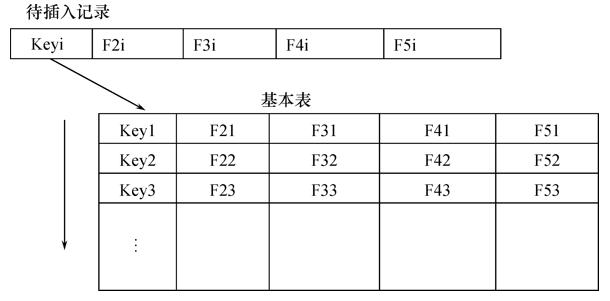 待插入记录
Keyi F2i F3i F4i F5i
基本表
Key1 F21 F31 F41 F51
Key2 F22 F32 F42 F52
Key3 F23 F33 F43 F53
⋮